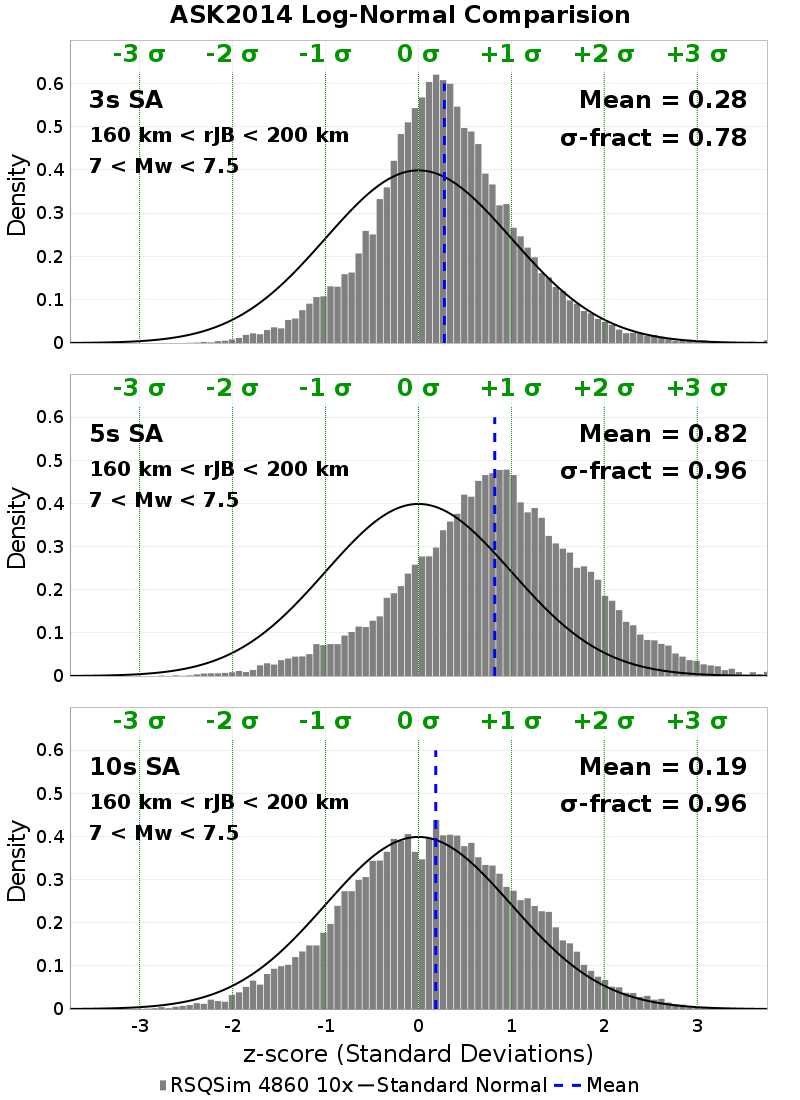 ASK2014 Log-Normal Comparision
-3 σ -2 σ -1 σ 0 σ +1 σ +2 σ +3 σ
3s SA
160 km < rJB < 200 km
7 < Mw < 7.5
Mean = 0.28
σ-fract = 0.78
Density
0.6
0.5
0.4
0.3
0.2
0.1
0
-3 σ -2 σ -1 σ 0 σ +1 σ +2 σ +3 σ
5s SA
160 km < rJB < 200 km
7 < Mw < 7.5
Mean = 0.82
σ-fract = 0.96
Density
0.6
0.5
0.4
0.3
0.2
0.1
0
-3 σ -2 σ -1 σ 0 σ +1 σ +2 σ +3 σ
10s SA
160 km < rJB < 200 km
7 < Mw < 7.5
Mean = 0.19
σ-fract = 0.96
Density
0.6
0.5
0.4
0.3
0.2
0.1
0
-3 -2 -1 0 1 2 3
z-score (Standard Deviations)
RSQSim 4860 10x Standard Normal Mean